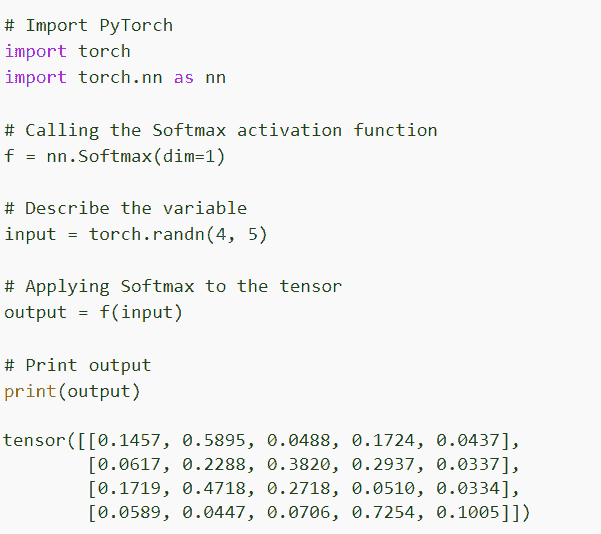 # Import PyTorch
import torch
import torch.nn as nn
# Calling the Softmax activation function
f = nn.Softmax(dim=1)
# Describe the variable
input = torch.randn(4, 5)
# Applying Softmax to the tensor
output = f(input)
# Print output
print(output)
tensor([[0.1457, 0.5895, 0.0488, 0.1724, 0.0437],
        [0.0617, 0.2288, 0.3820, 0.2937, 0.0337],
        [0.1719, 0.4718, 0.2718, 0.0510, 0.0334],
        [0.0589, 0.0447, 0.0706, 0.7254, 0.1005]])